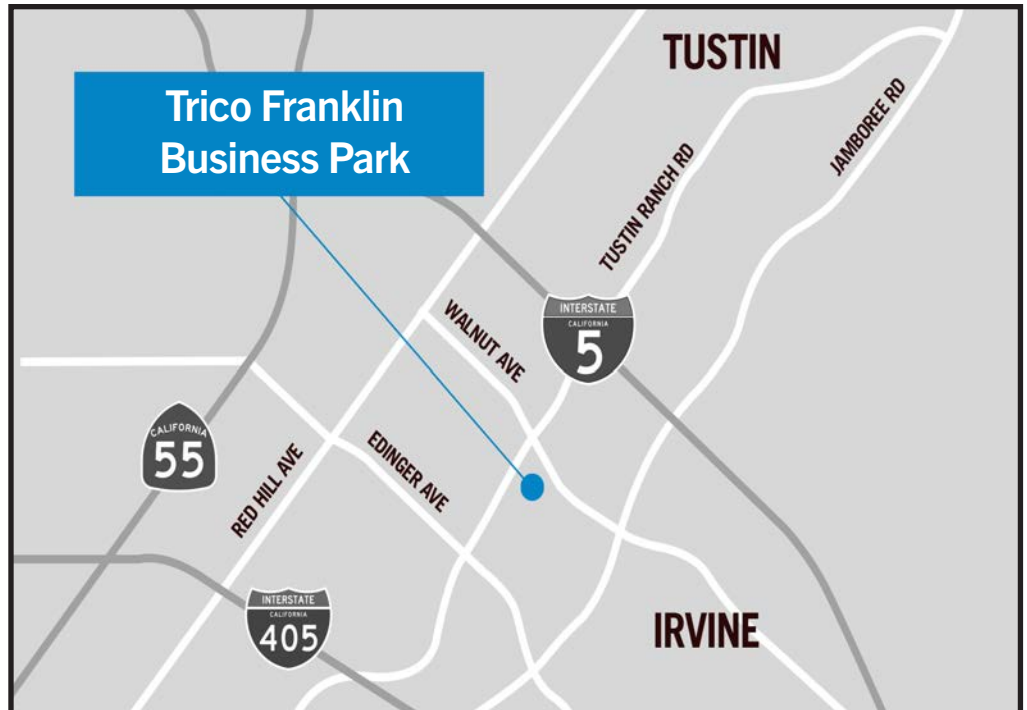 TUSTIN
Trico Franklin
Business Park
TUSTIN RANCH RD
JAMBOREE RD
WALNUT AVE
INTERSTATE
CALIFORNIA
5
CALIFORNIA
55
RED HILL AVE
EDINGER AVE
INTERSTATE
CALIFORNIA
405
IRVINE